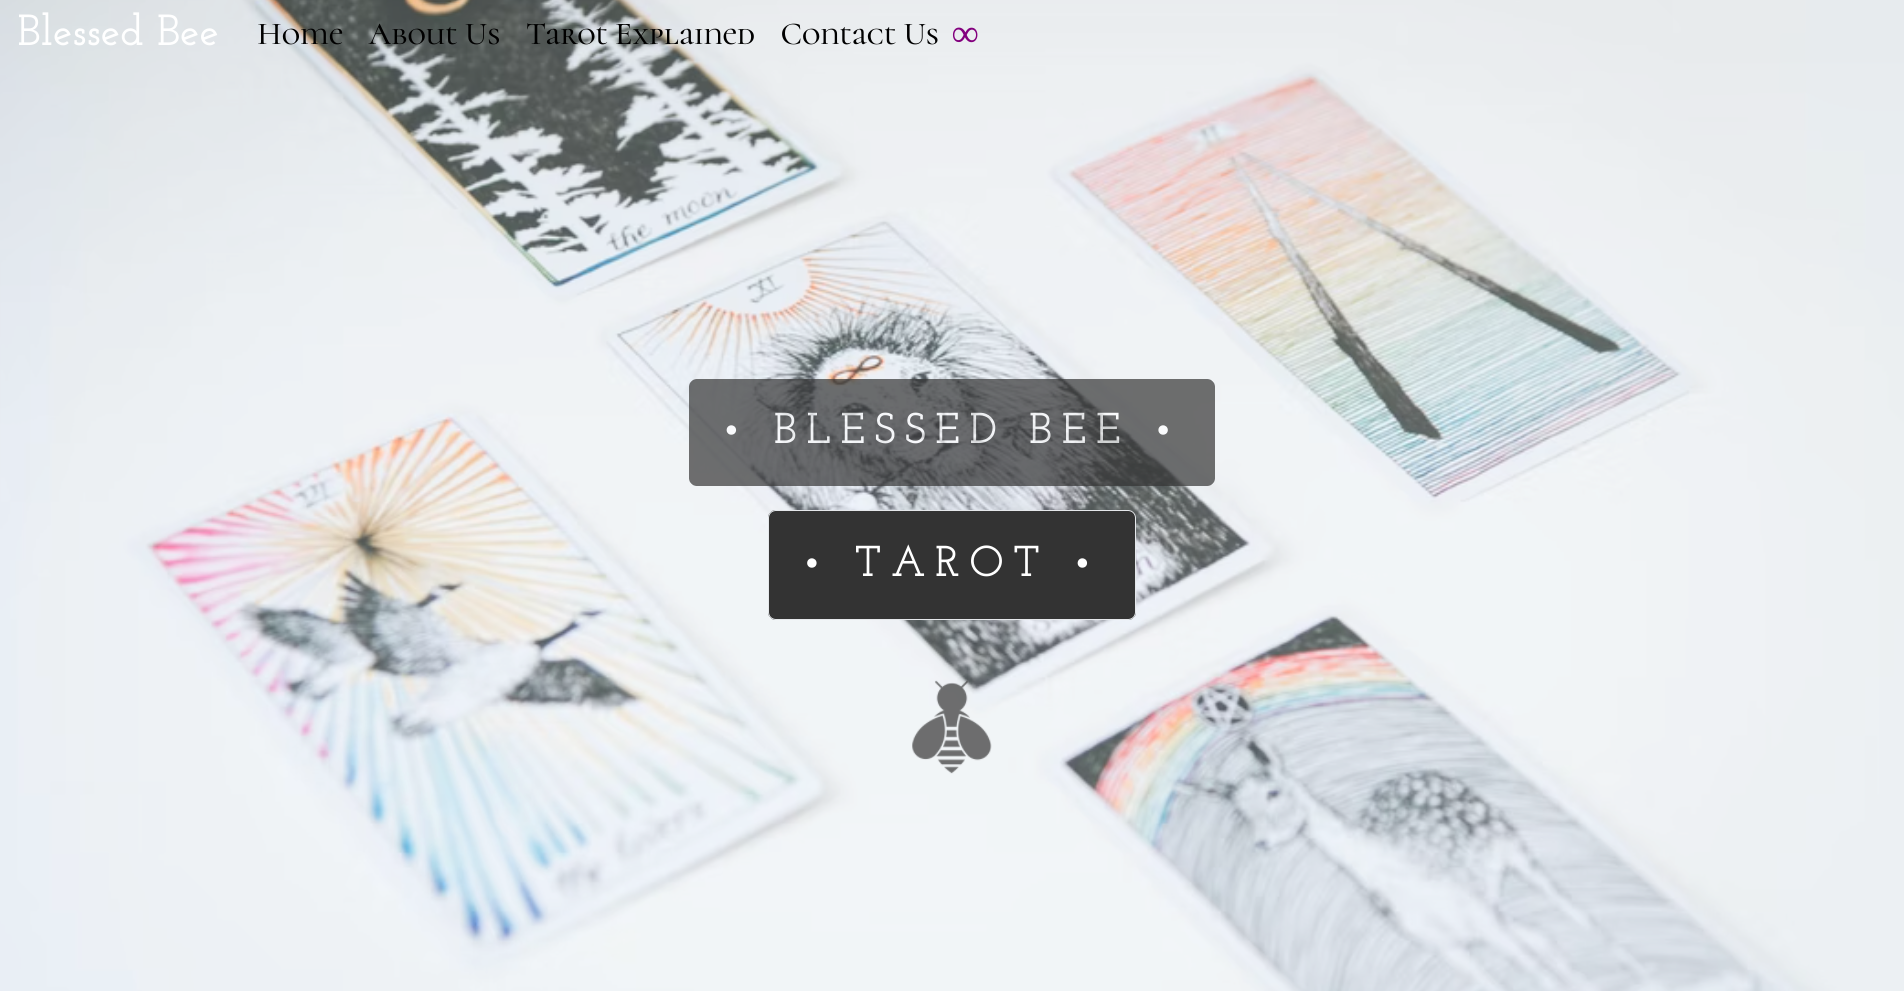 Blessed Bee Home About Us Tarot Explained Contact Us ∞
the moon
II
XI
• BLESSED BEE •
VI
• TAROT •
the lovers